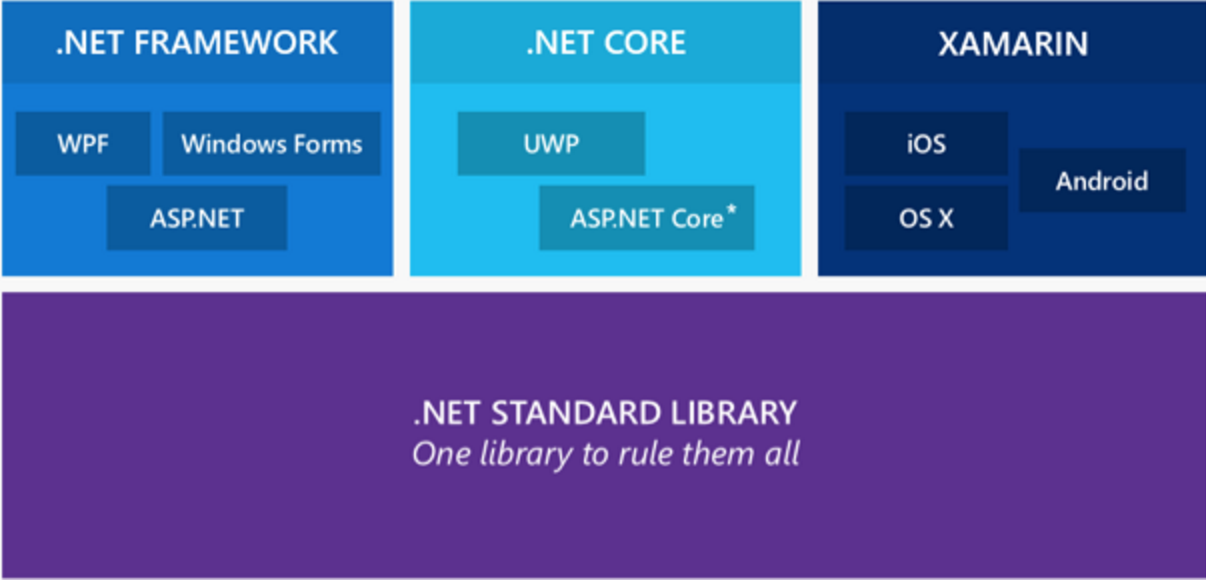 .NET FRAMEWORK
WPF
Windows Forms
ASP.NET
.NET CORE
UWP
ASP.NET Core*
XAMARIN
iOS
Android
OS X
.NET STANDARD LIBRARY
One library to rule them all